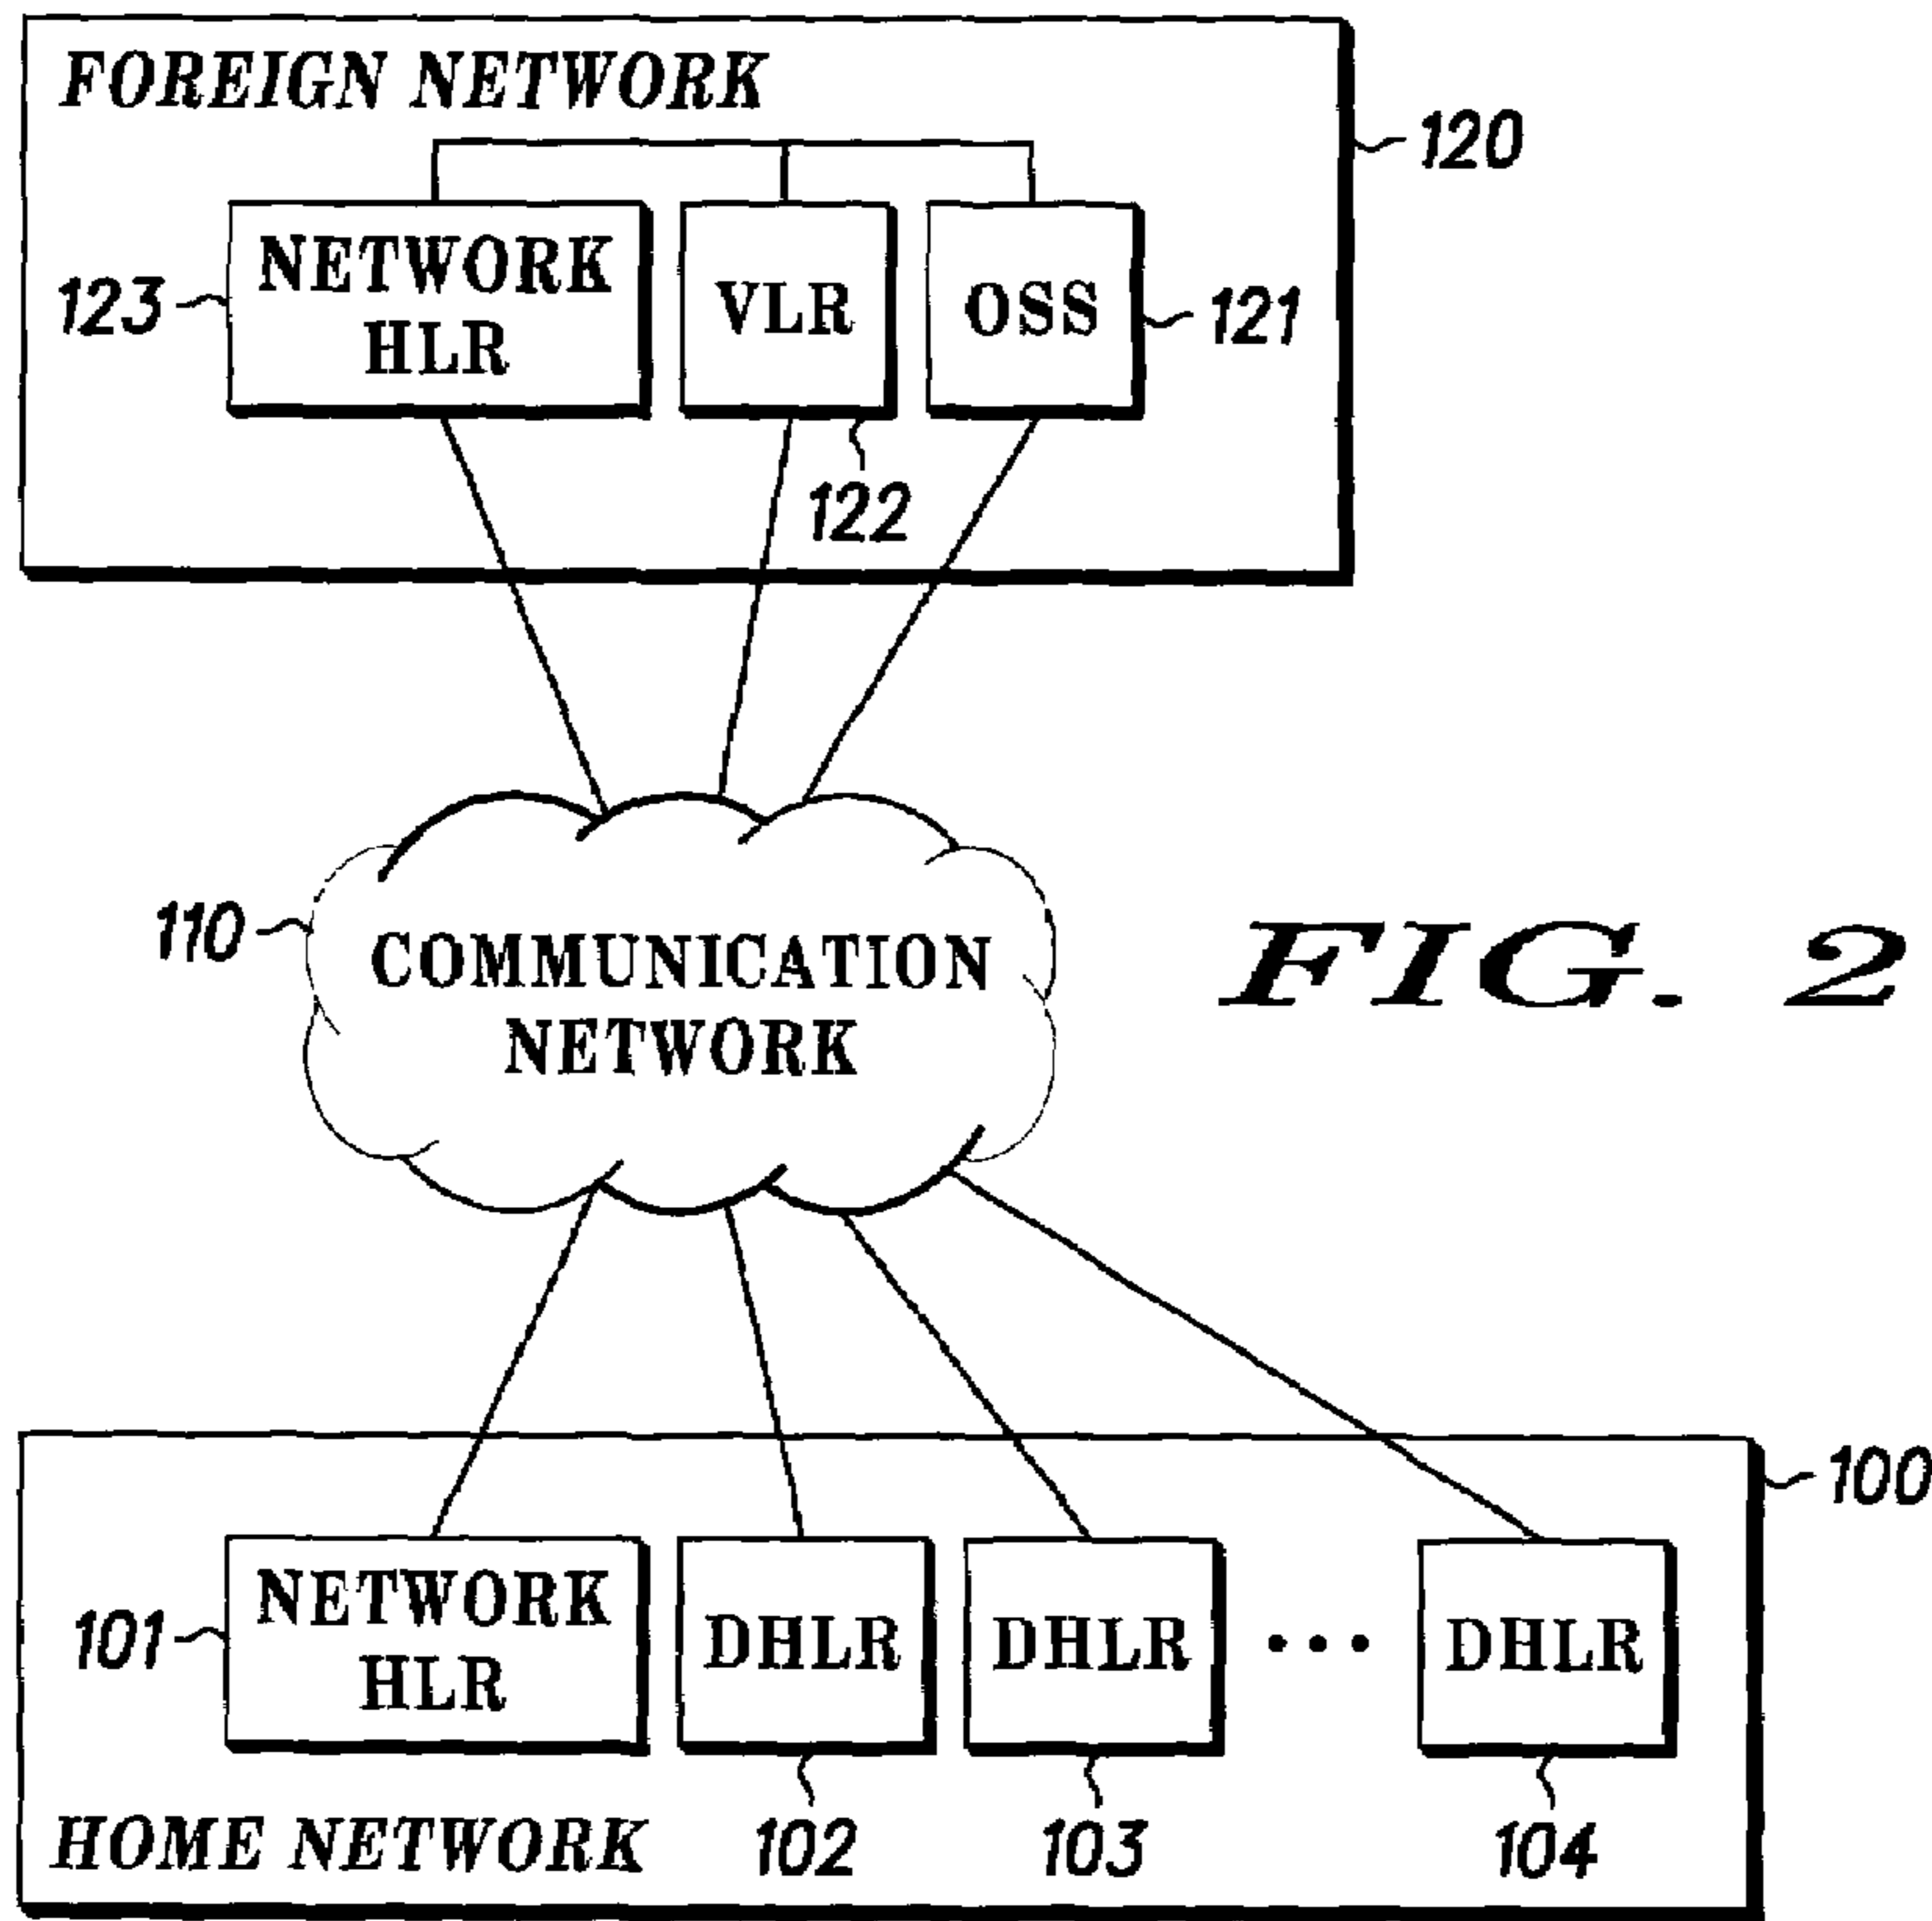 FOREIGN NETWORK
120
NETWORK
HLR
VLR
OSS
123
121
122
110
COMMUNICATION
NETWORK
FIG. 2
100
NETWORK
HLR
DHLR
DHLR
•••
DHLR
101
HOME NETWORK
102
103
104